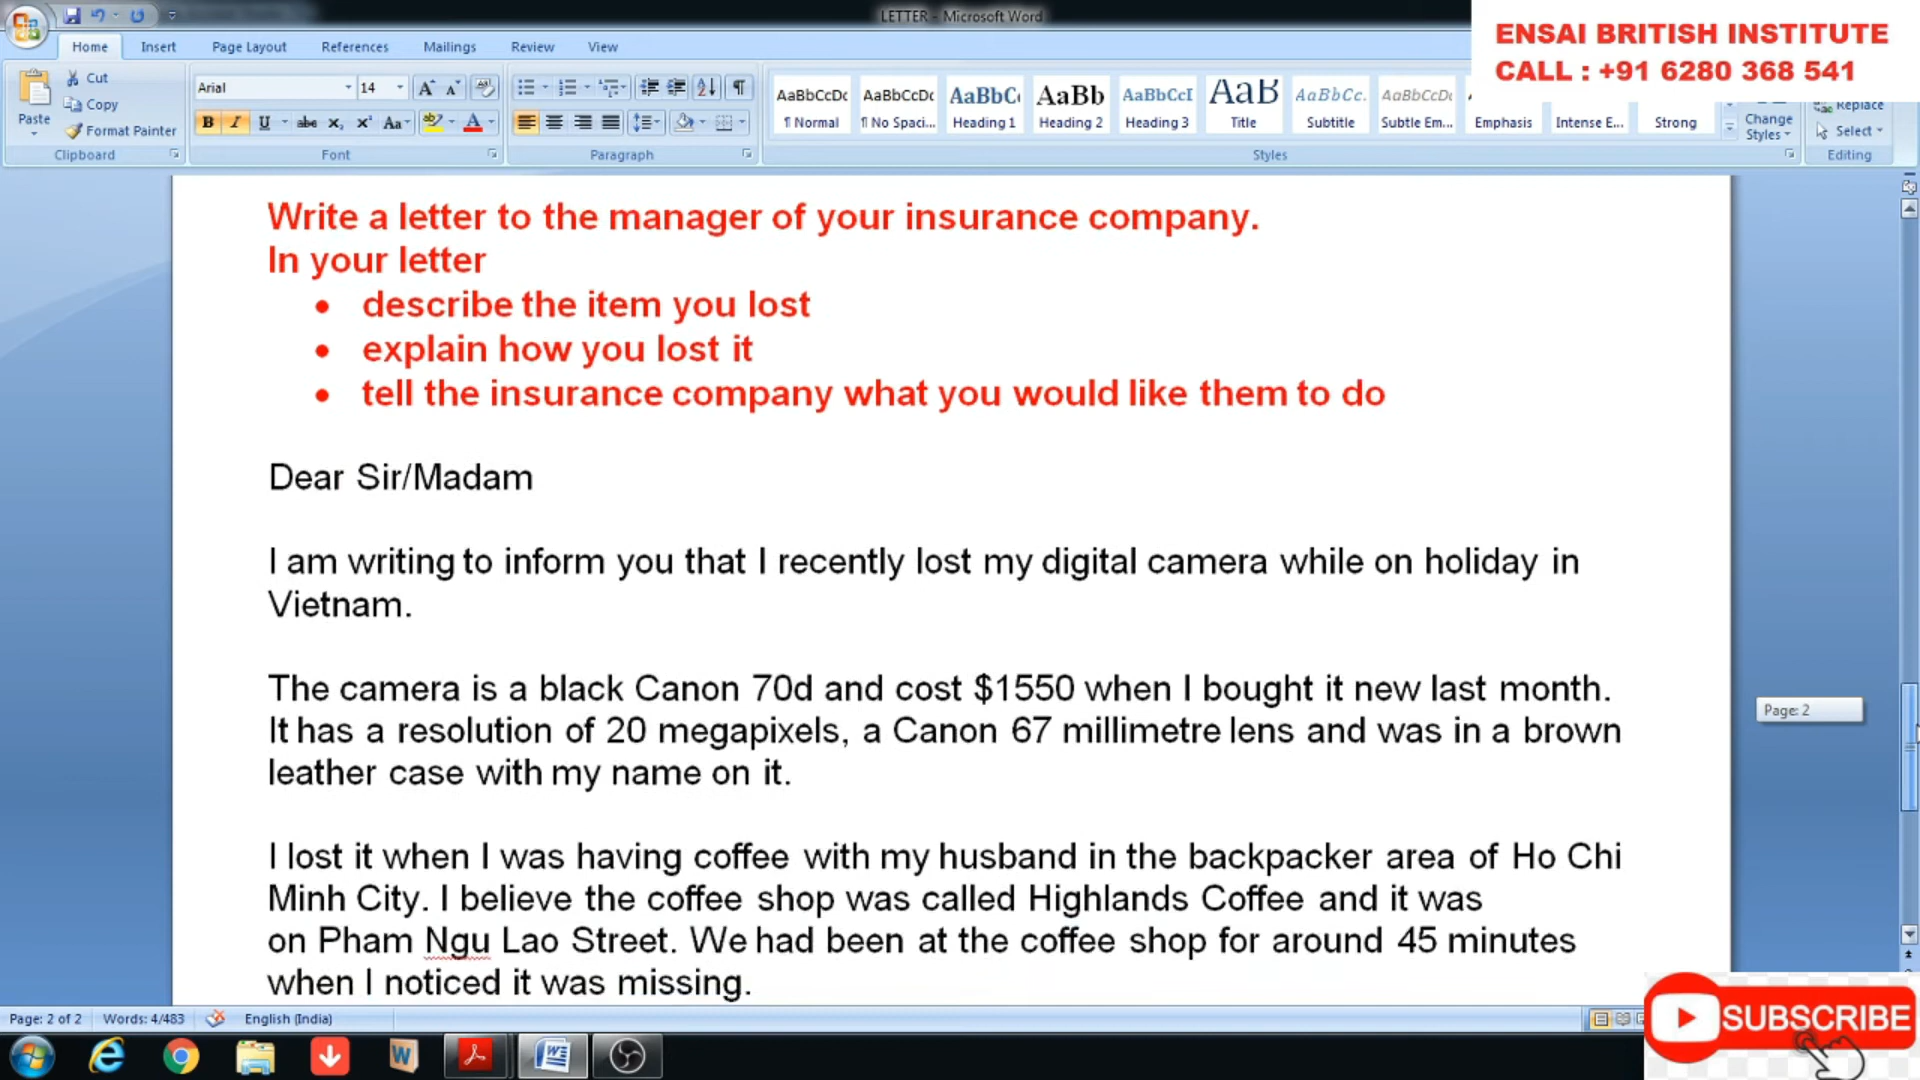 LETTER - Microsoft Word
ENSAI BRITISH INSTITUTE
CALL : +91 6280 368 541
Home Insert Page Layout References Mailings Review View
Paste
Cut
Copy
Format Painter
Clipboard
Arial 14
Font
Paragraph
AaBbCcDc AaBbCcDc AaBbC AaBb AaBbCcI AaB AaBbCc. AaBbCcDc
¶ Normal ¶ No Spaci... Heading 1 Heading 2 Heading 3 Title Subtitle Subtle Em... Emphasis Intense E... Strong
Styles
Change Styles
Replace
Select
Editing
Write a letter to the manager of your insurance company.
In your letter
• describe the item you lost
• explain how you lost it
• tell the insurance company what you would like them to do
Dear Sir/Madam
I am writing to inform you that I recently lost my digital camera while on holiday in
Vietnam.
The camera is a black Canon 70d and cost $1550 when I bought it new last month.
It has a resolution of 20 megapixels, a Canon 67 millimetre lens and was in a brown
leather case with my name on it.
Page: 2
I lost it when I was having coffee with my husband in the backpacker area of Ho Chi
Minh City. I believe the coffee shop was called Highlands Coffee and it was
on Pham Ngu Lao Street. We had been at the coffee shop for around 45 minutes
when I noticed it was missing.
Page: 2 of 2 Words: 4/483 English (India)
SUBSCRIBE